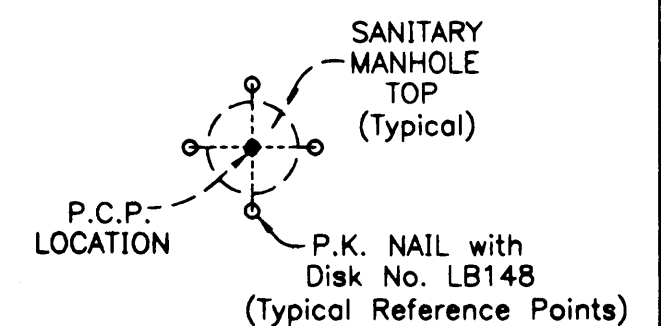 SANITARY
MANHOLE
TOP
(Typical)
P.C.P.
LOCATION
P.K. NAIL with
Disk No. LB148
(Typical Reference Points)